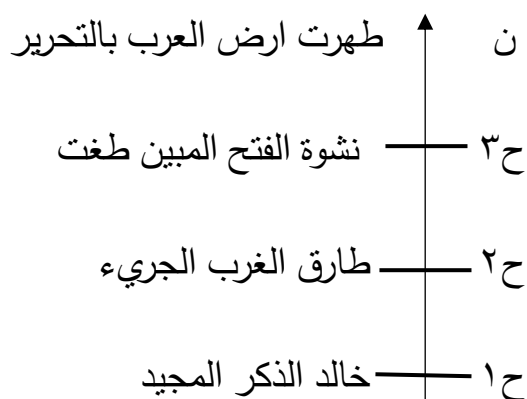 ن طهرت ارض العرب بالتحرير
ح٣ نشوة الفتح المبين طغت
ح٢ طارق الغرب الجريء
ح١ خالد الذكر المجيد